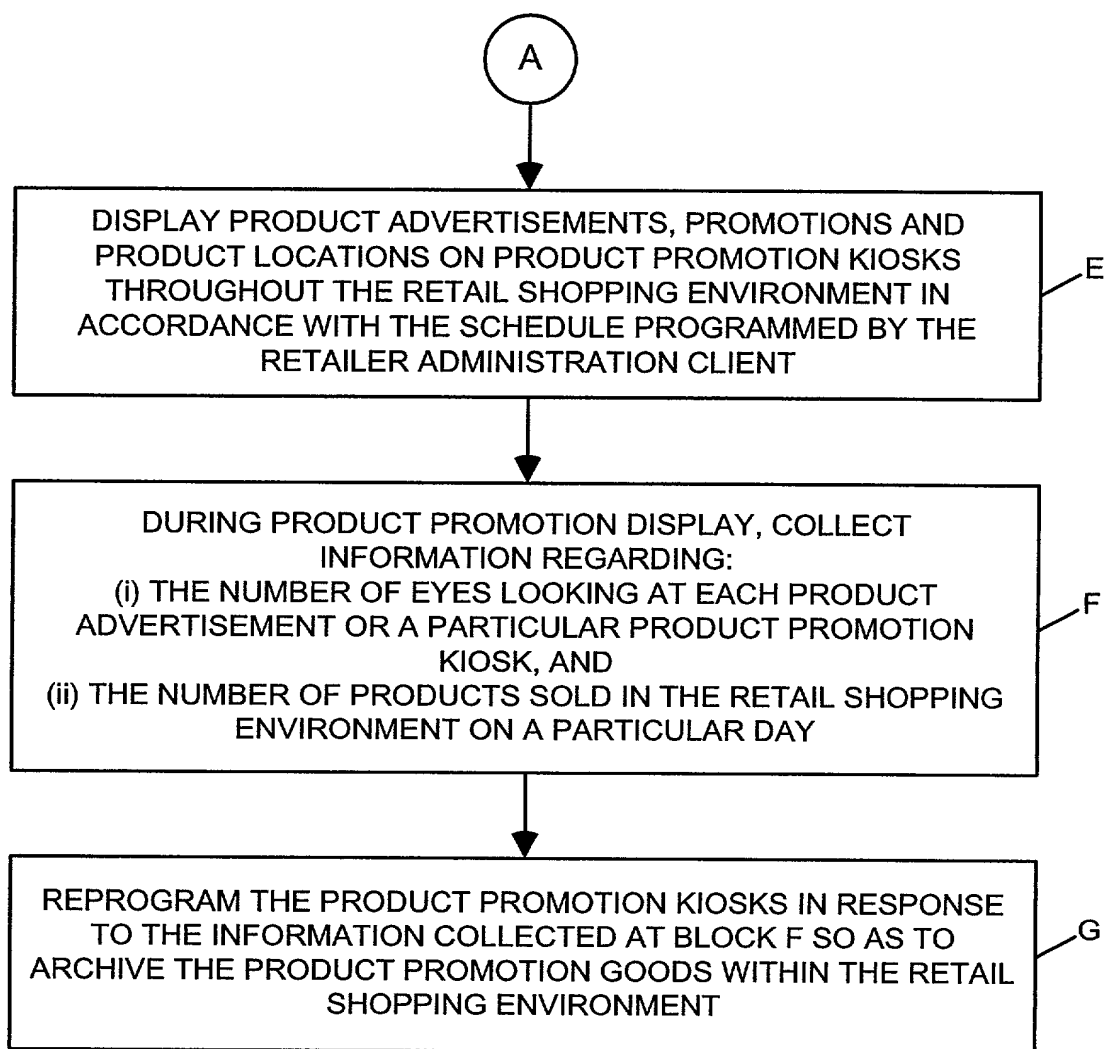 A
DISPLAY PRODUCT ADVERTISEMENTS, PROMOTIONS AND
PRODUCT LOCATIONS ON PRODUCT PROMOTION KIOSKS
THROUGHOUT THE RETAIL SHOPPING ENVIRONMENT IN
ACCORDANCE WITH THE SCHEDULE PROGRAMMED BY THE
RETAILER ADMINISTRATION CLIENT
E
DURING PRODUCT PROMOTION DISPLAY, COLLECT
INFORMATION REGARDING:
(i) THE NUMBER OF EYES LOOKING AT EACH PRODUCT
ADVERTISEMENT OR A PARTICULAR PRODUCT PROMOTION
KIOSK, AND
(ii) THE NUMBER OF PRODUCTS SOLD IN THE RETAIL SHOPPING
ENVIRONMENT ON A PARTICULAR DAY
F
REPROGRAM THE PRODUCT PROMOTION KIOSKS IN RESPONSE
TO THE INFORMATION COLLECTED AT BLOCK F SO AS TO
ARCHIVE THE PRODUCT PROMOTION GOODS WITHIN THE RETAIL
SHOPPING ENVIRONMENT
G